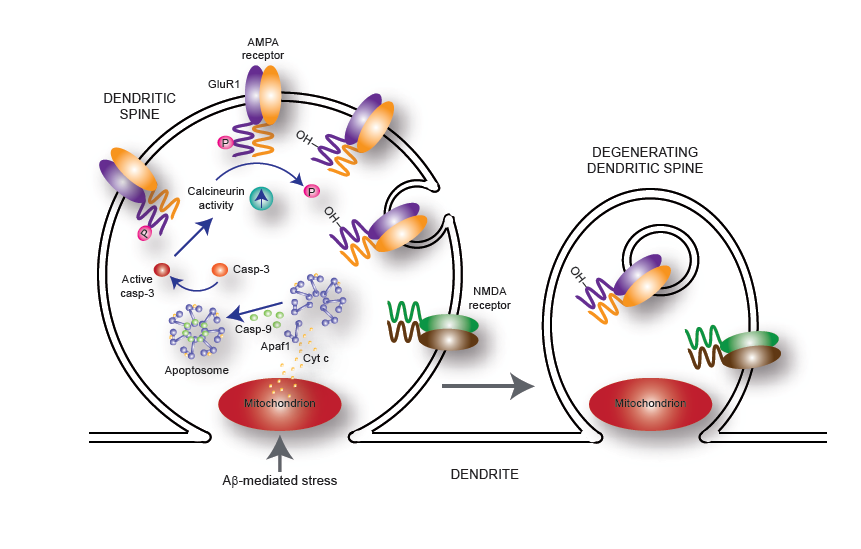 AMPA
receptor
GluR1
DENDRITIC
SPINE
P
OH
P
Calcineurin
activity
P
OH
Active
casp-3
Casp-3
Casp-9
Apaf1
Cyt c
Apoptosome
Mitochondrion
Aβ-mediated stress
NMDA
receptor
DENDRITE
DEGENERATING
DENDRITIC SPINE
OH
Mitochondrion